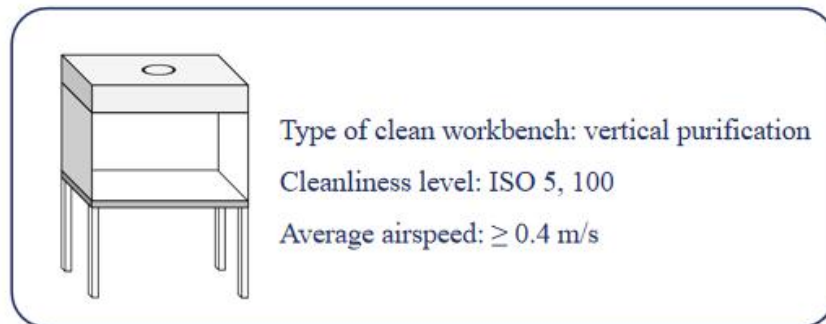 Type of clean workbench: vertical purification
Cleanliness level: ISO 5, 100
Average airspeed: ≥ 0.4 m/s